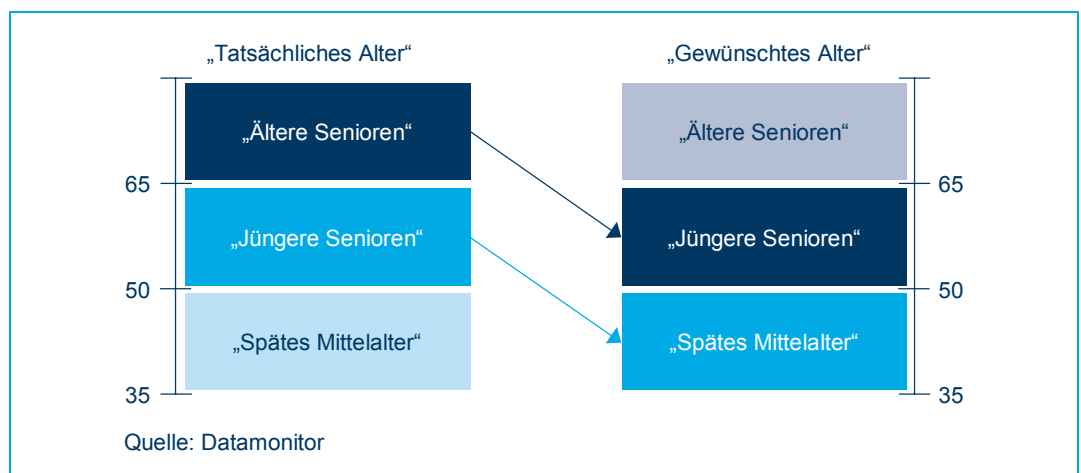 „Tatsächliches Alter“
„Gewünschtes Alter“
„Ältere Senioren“
„Ältere Senioren“
65
65
„Jüngere Senioren“
„Jüngere Senioren“
50
50
„Spätes Mittelalter“
„Spätes Mittelalter“
35
35
Quelle: Datamonitor